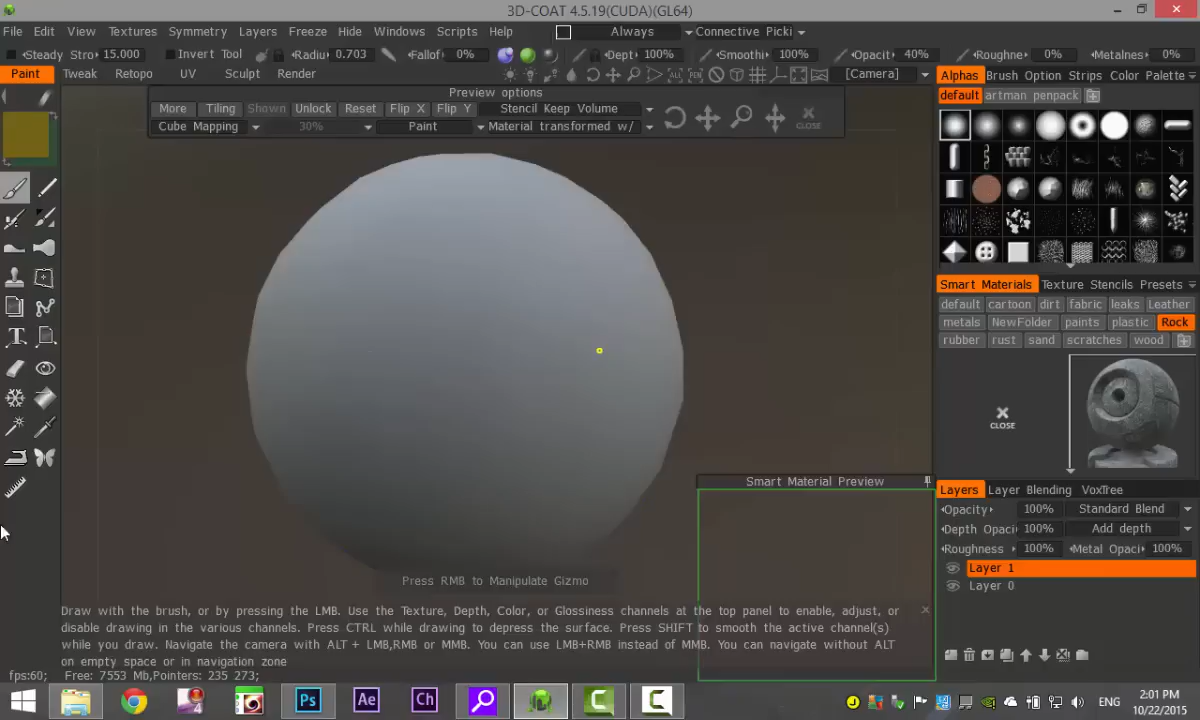 3D-COAT 4.5.19(CUDA)(GL64)
File Edit View Textures Symmetry Layers Freeze Hide Windows Scripts Help Always Connective Picki
Steady Stro 15.000 Invert Tool Radiu 0.703 Fallof 0% Dept 100% Smooth 100% Opacit 40% Roughne 0% Metalnes 0%
Paint Tweak Retopo UV Sculpt Render [Camera] Alphas Brush Option Strips Color Palette
Preview options
default artman penpack
More Tiling Shown Unlock Reset Flip X Flip Y Stencil Keep Volume
CLOSE
Cube Mapping 30% Paint Material transformed w/
Smart Materials Texture Stencils Presets
default cartoon dirt fabric leaks Leather
metals NewFolder paints plastic Rock
rubber rust sand scratches wood
CLOSE
Smart Material Preview
Layers Layer Blending VoxTree
Opacity 100% Standard Blend
Depth Opaci 100% Add depth
Roughness 100% Metal Opaci 100%
Layer 1
Layer 0
Press RMB to Manipulate Gizmo
Draw with the brush, or by pressing the LMB. Use the Texture, Depth, Color, or Glossiness channels at the top panel to enable, adjust, or
disable drawing in the various channels. Press CTRL while drawing to depress the surface. Press SHIFT to smooth the active channel(s)
while you draw. Navigate the camera with ALT + LMB,RMB or MMB. You can use LMB+RMB instead of MMB. You can navigate without ALT
on empty space or in navigation zone
fps:60; Free: 7553 Mb,Pointers: 235 273;
Ps Ae Ch ENG 2:01 PM
10/22/2015